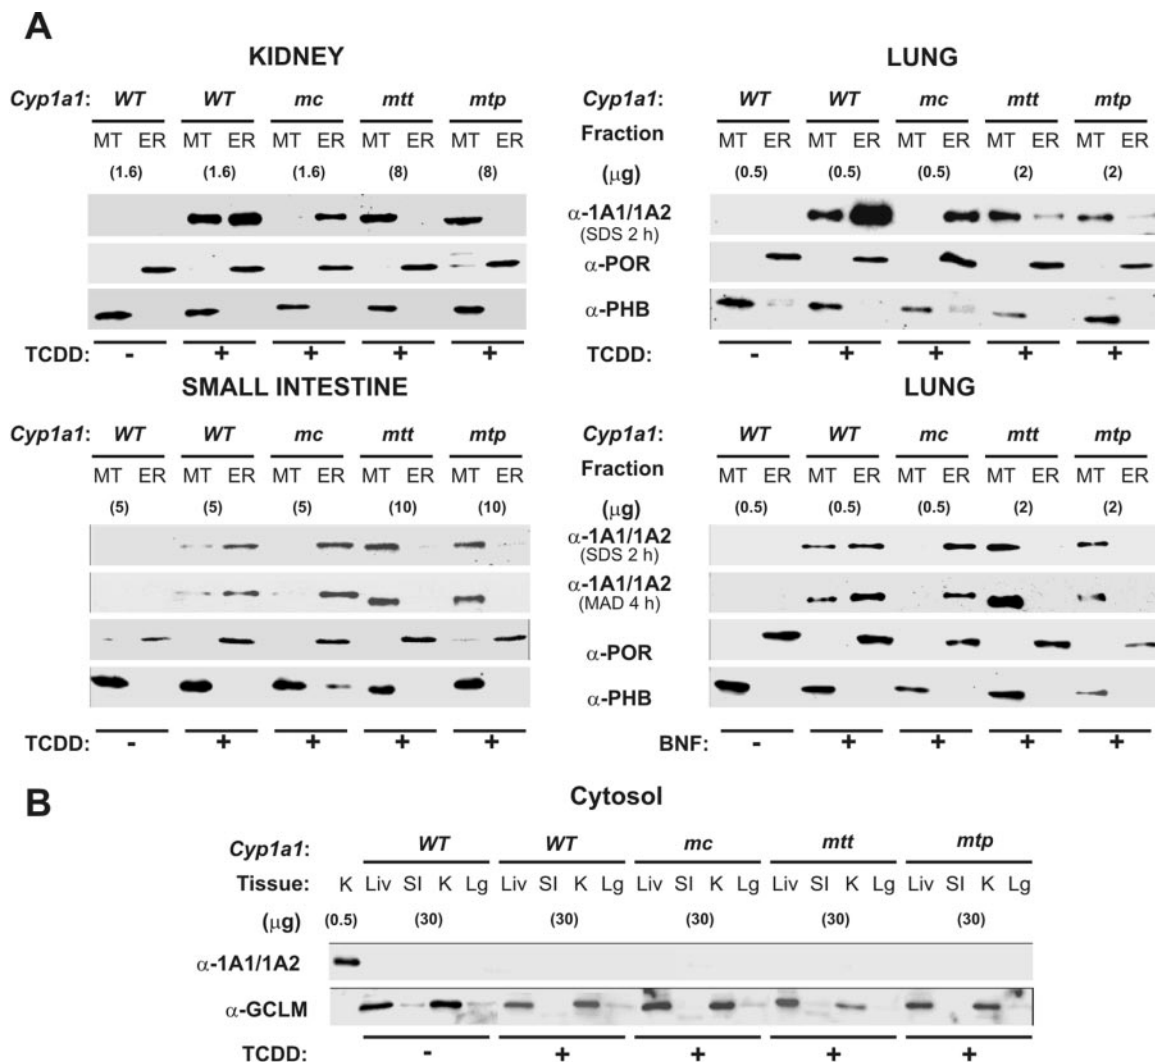 A
KIDNEY
LUNG
Cyp1a1: WT WT mc mtt mtp
Cyp1a1: WT WT mc mtt mtp
MT ER MT ER MT ER MT ER MT ER
Fraction
MT ER MT ER MT ER MT ER MT ER
(1.6) (1.6) (1.6) (8) (8)
(μg)
(0.5) (0.5) (0.5) (2) (2)
α-1A1/1A2
(SDS 2 h)
α-POR
α-PHB
TCDD: - + + + +
TCDD: - + + + +
SMALL INTESTINE
LUNG
Cyp1a1: WT WT mc mtt mtp
Cyp1a1: WT WT mc mtt mtp
MT ER MT ER MT ER MT ER MT ER
Fraction
MT ER MT ER MT ER MT ER MT ER
(5) (5) (5) (10) (10)
(μg)
(0.5) (0.5) (0.5) (2) (2)
α-1A1/1A2
(SDS 2 h)
α-1A1/1A2
(MAD 4 h)
α-POR
α-PHB
TCDD: - + + + +
BNF: - + + + +
B
Cytosol
Cyp1a1: WT WT mc mtt mtp
Tissue: K Liv SI K Lg Liv SI K Lg Liv SI K Lg Liv SI K Lg Liv SI K Lg
(μg) (0.5) (30) (30) (30) (30) (30)
α-1A1/1A2
α-GCLM
TCDD: - + + + +